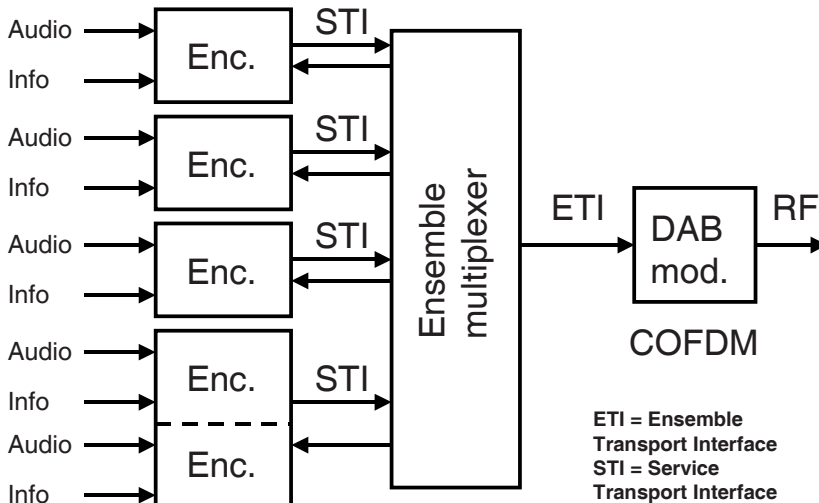 Audio
Info
Enc.
STI
Audio
Info
Enc.
STI
Audio
Info
Enc.
STI
Audio
Info
Enc.
STI
Audio
Info
Enc.
Ensemble
multiplexer
ETI
DAB
mod.
RF
COFDM
ETI = Ensemble
Transport Interface
STI = Service
Transport Interface